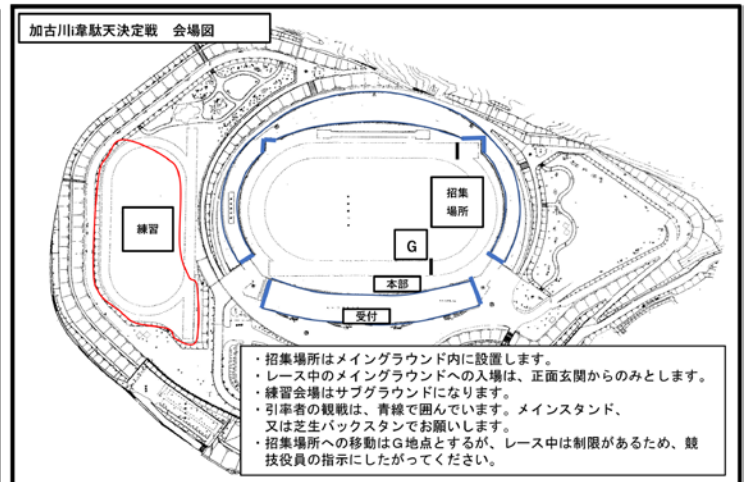 加古川i韋駄天決定戦　会場図
招集
場所
練習
G
本部
受付
・招集場所はメイングラウンド内に設置します。
・レース中のメイングラウンドへの入場は、正面玄関からのみとします。
・練習会場はサブグラウンドになります。
・引率者の観戦は、青線で囲んでいます。メインスタンド、
又は芝生バックスタンでお願いします。
・招集場所への移動はG地点とするが、レース中は制限があるため、競
技役員の指示にしたがってください。